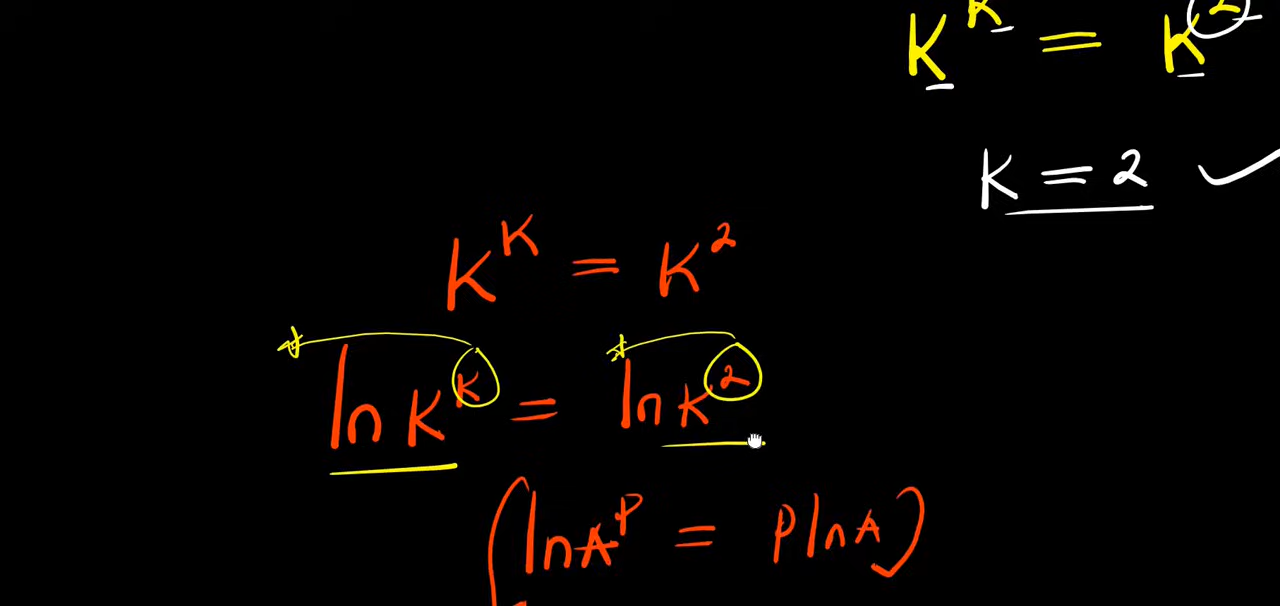 K^K = K^2
K = 2 ✓
K^K = K^2
ln K^K = ln K^2
(ln A^P = P ln A)